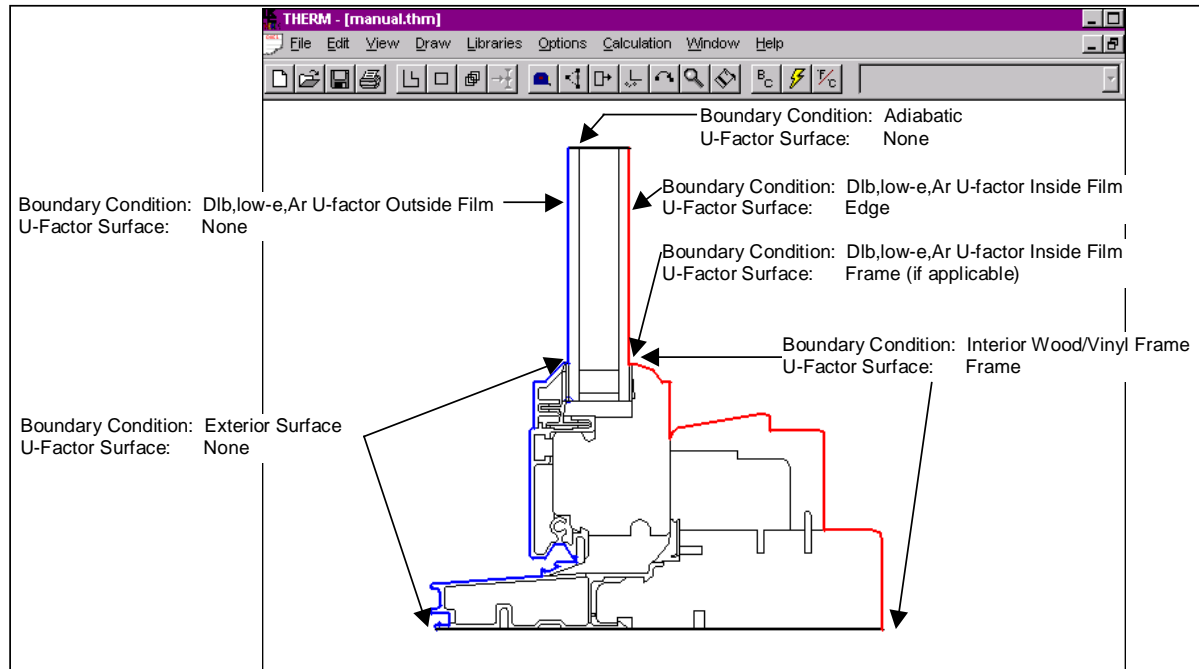 THERM - [manual.thm]
File Edit View Draw Libraries Options Calculation Window Help
B C F/C
Boundary Condition: Adiabatic
U-Factor Surface: None
Boundary Condition: Dlb,low-e,Ar U-factor Inside Film
U-Factor Surface: Edge
Boundary Condition: Dlb,low-e,Ar U-factor Outside Film
U-Factor Surface: None
Boundary Condition: Dlb,low-e,Ar U-factor Inside Film
U-Factor Surface: Frame (if applicable)
Boundary Condition: Interior Wood/Vinyl Frame
U-Factor Surface: Frame
Boundary Condition: Exterior Surface
U-Factor Surface: None